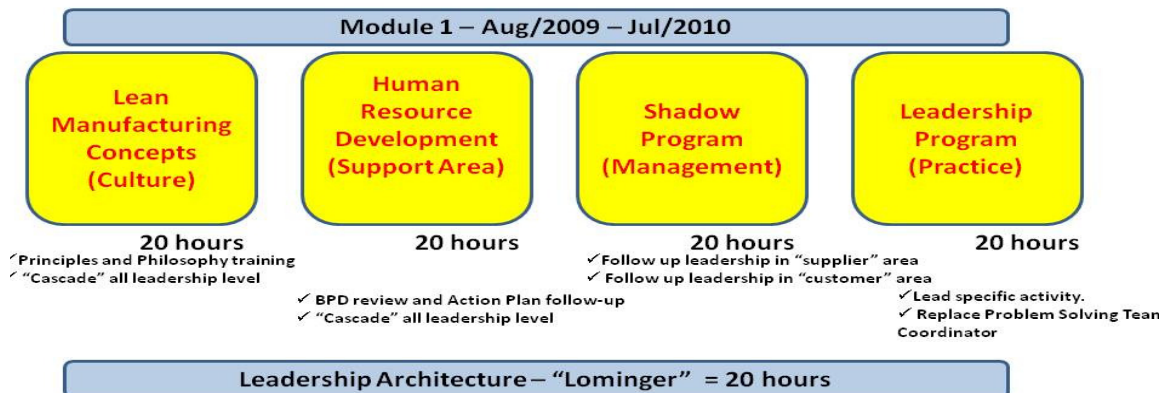 Module 1 – Aug/2009 – Jul/2010
Lean
Manufacturing
Concepts
(Culture)
Human
Resource
Development
(Support Area)
Shadow
Program
(Management)
Leadership
Program
(Practice)
20 hours
20 hours
20 hours
20 hours
✓Principles and Philosophy training
✓ “Cascade” all leadership level
✓ BPD review and Action Plan follow-up
✓ “Cascade” all leadership level
✓Follow up leadership in “supplier” area
✓ Follow up leadership in “customer” area
✓Lead specific activity.
✓ Replace Problem Solving Team
Coordinator
Leadership Architecture – “Lominger” = 20 hours